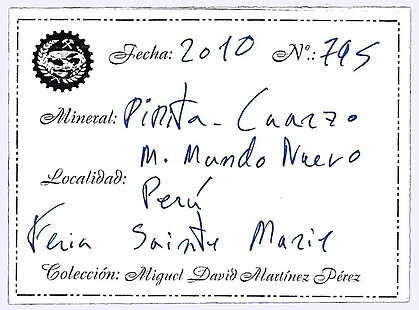 Fecha: 2010 Nº.: 795
Mineral: Pirita - Cuarzo
M. Mundo Nuevo
Localidad: Perú
Feria Sainte Marie
Colección: Miguel David Martínez Pérez